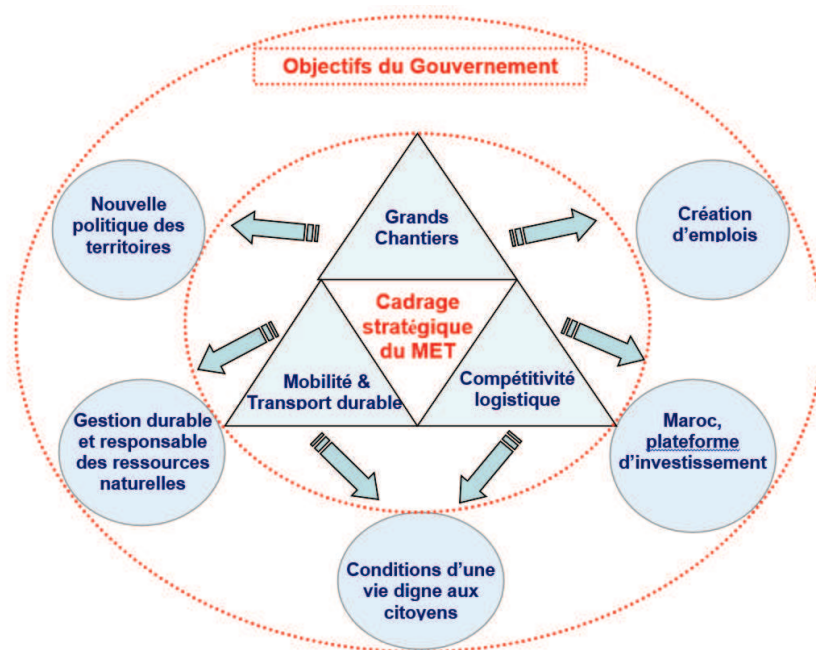 Objectifs du Gouvernement
Nouvelle
politique des
territoires
Grands
Chantiers
Création
d'emplois
Cadrage
stratégique
du MET
Mobilité &
Transport durable
Compétitivité
logistique
Gestion durable
et responsable
des ressources
naturelles
Maroc,
plateforme
d'investissement
Conditions d'une
vie digne aux
citoyens